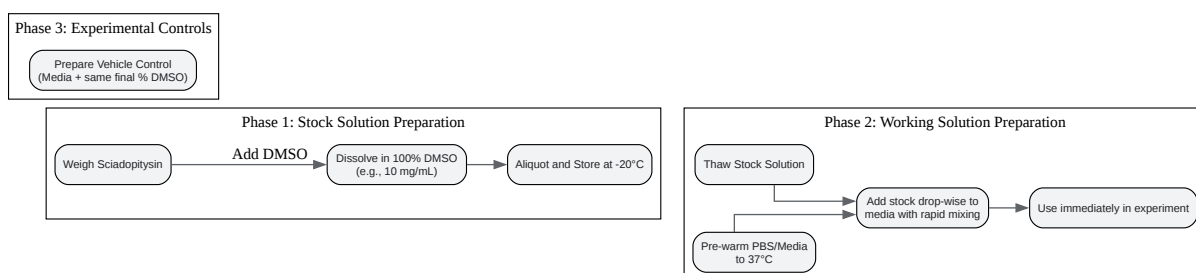 Phase 3: Experimental Controls
Prepare Vehicle Control
(Media + same final % DMSO)
Phase 1: Stock Solution Preparation
Weigh Sciadopitysin
Add DMSO
Dissolve in 100% DMSO
(e.g., 10 mg/mL)
Aliquot and Store at -20°C
Phase 2: Working Solution Preparation
Thaw Stock Solution
Pre-warm PBS/Media
to 37°C
Add stock drop-wise to
media with rapid mixing
Use immediately in experiment